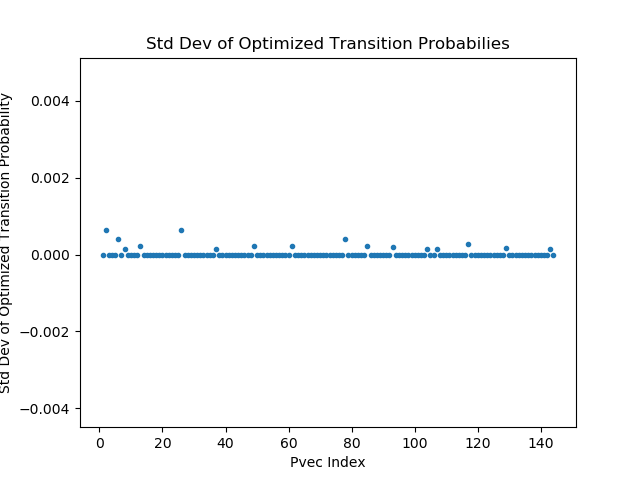 Std Dev of Optimized Transition Probabilies
Std Dev of Optimized Transition Probability
0.004
0.002
0.000
−0.002
−0.004
0 20 40 60 80 100 120 140
Pvec Index